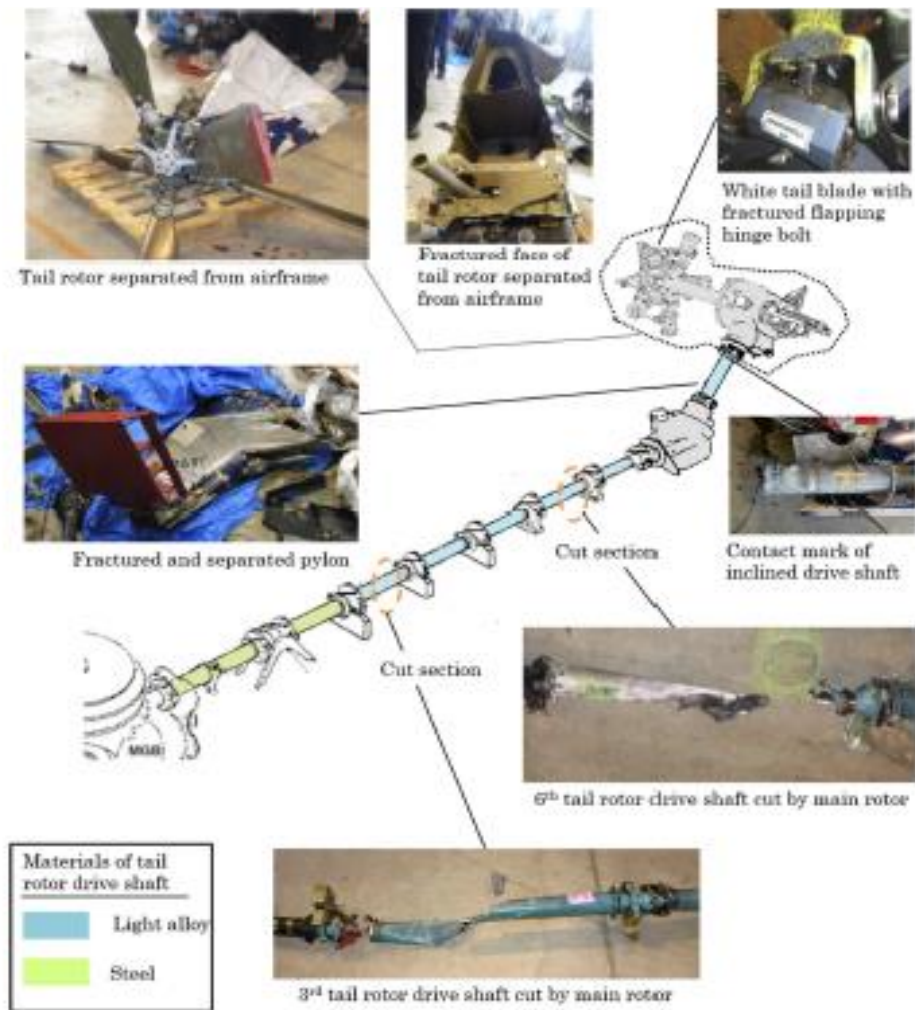 Tail rotor separated from airframe
Fractured face of
tail rotor separated
from airframe
White tail blade with
fractured flapping
hinge bolt
Fractured and separated pylon
Cut section
Contact mark of
inclined drive shaft
Cut section
MGB
6th tail rotor drive shaft cut by main rotor
Materials of tail
rotor drive shaft
Light alloy
Steel
3rd tail rotor drive shaft cut by main rotor